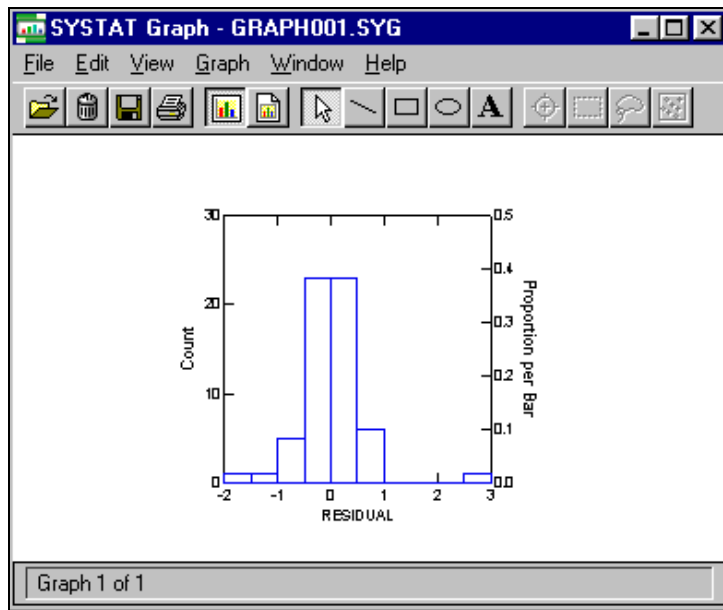 SYSTAT Graph - GRAPH001.SYG
File Edit View Graph Window Help
A
30
20
10
0
Count
0.5
0.4
0.3
0.2
0.1
0.0
Proportion per Bar
-2 -1 0 1 2 3
RESIDUAL
Graph 1 of 1